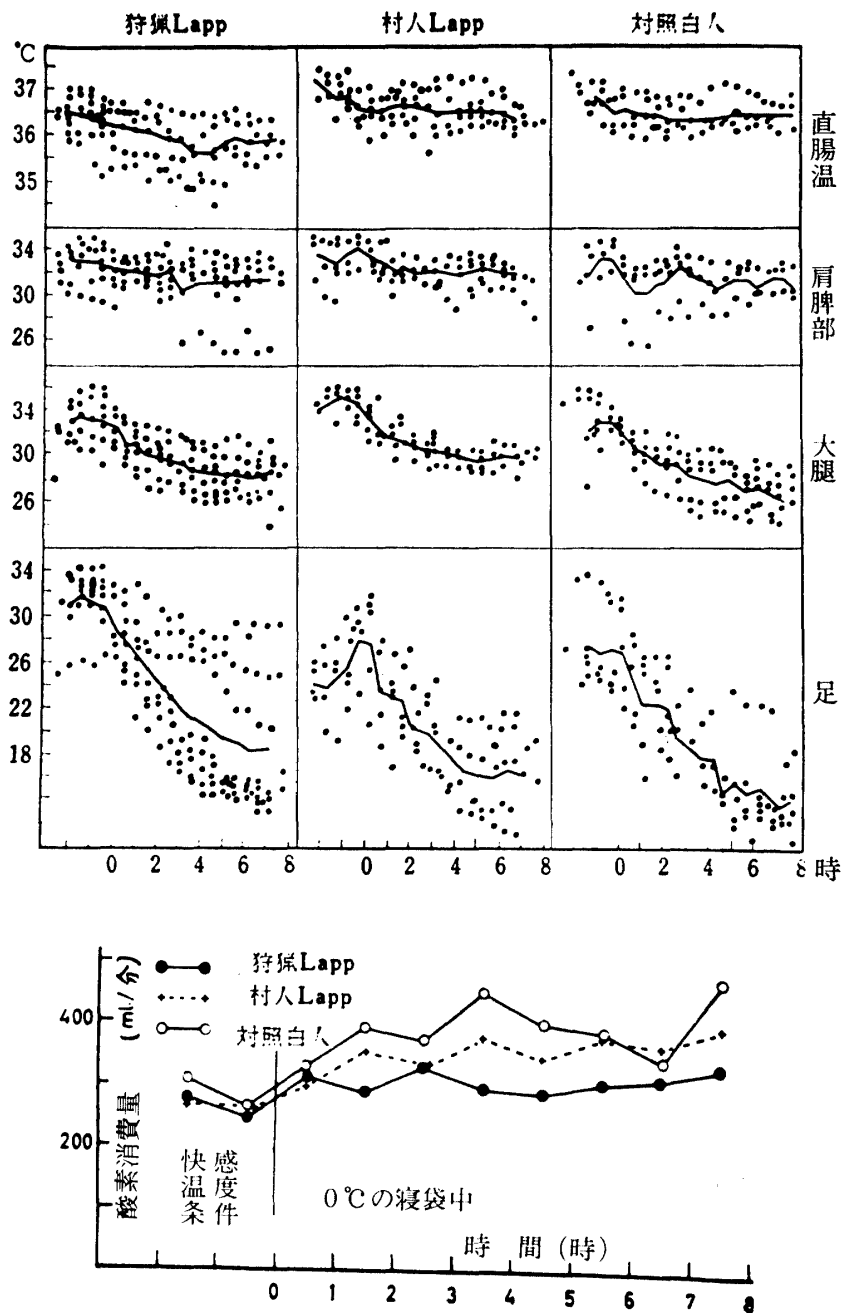 狩猟Lapp 村人Lapp 対照白人
℃
37
36
35
直腸温
34
30
26
肩脾部
34
30
26
大腿
34
30
26
22
18
足
0 2 4 6 8 0 2 4 6 8 0 2 4 6 8 時
狩猟Lapp
村人Lapp
対照白人
酸素消費量 (ml/分)
400
200
快温条件
感度
0℃の寝袋中
時 間 (時)
0 1 2 3 4 5 6 7 8